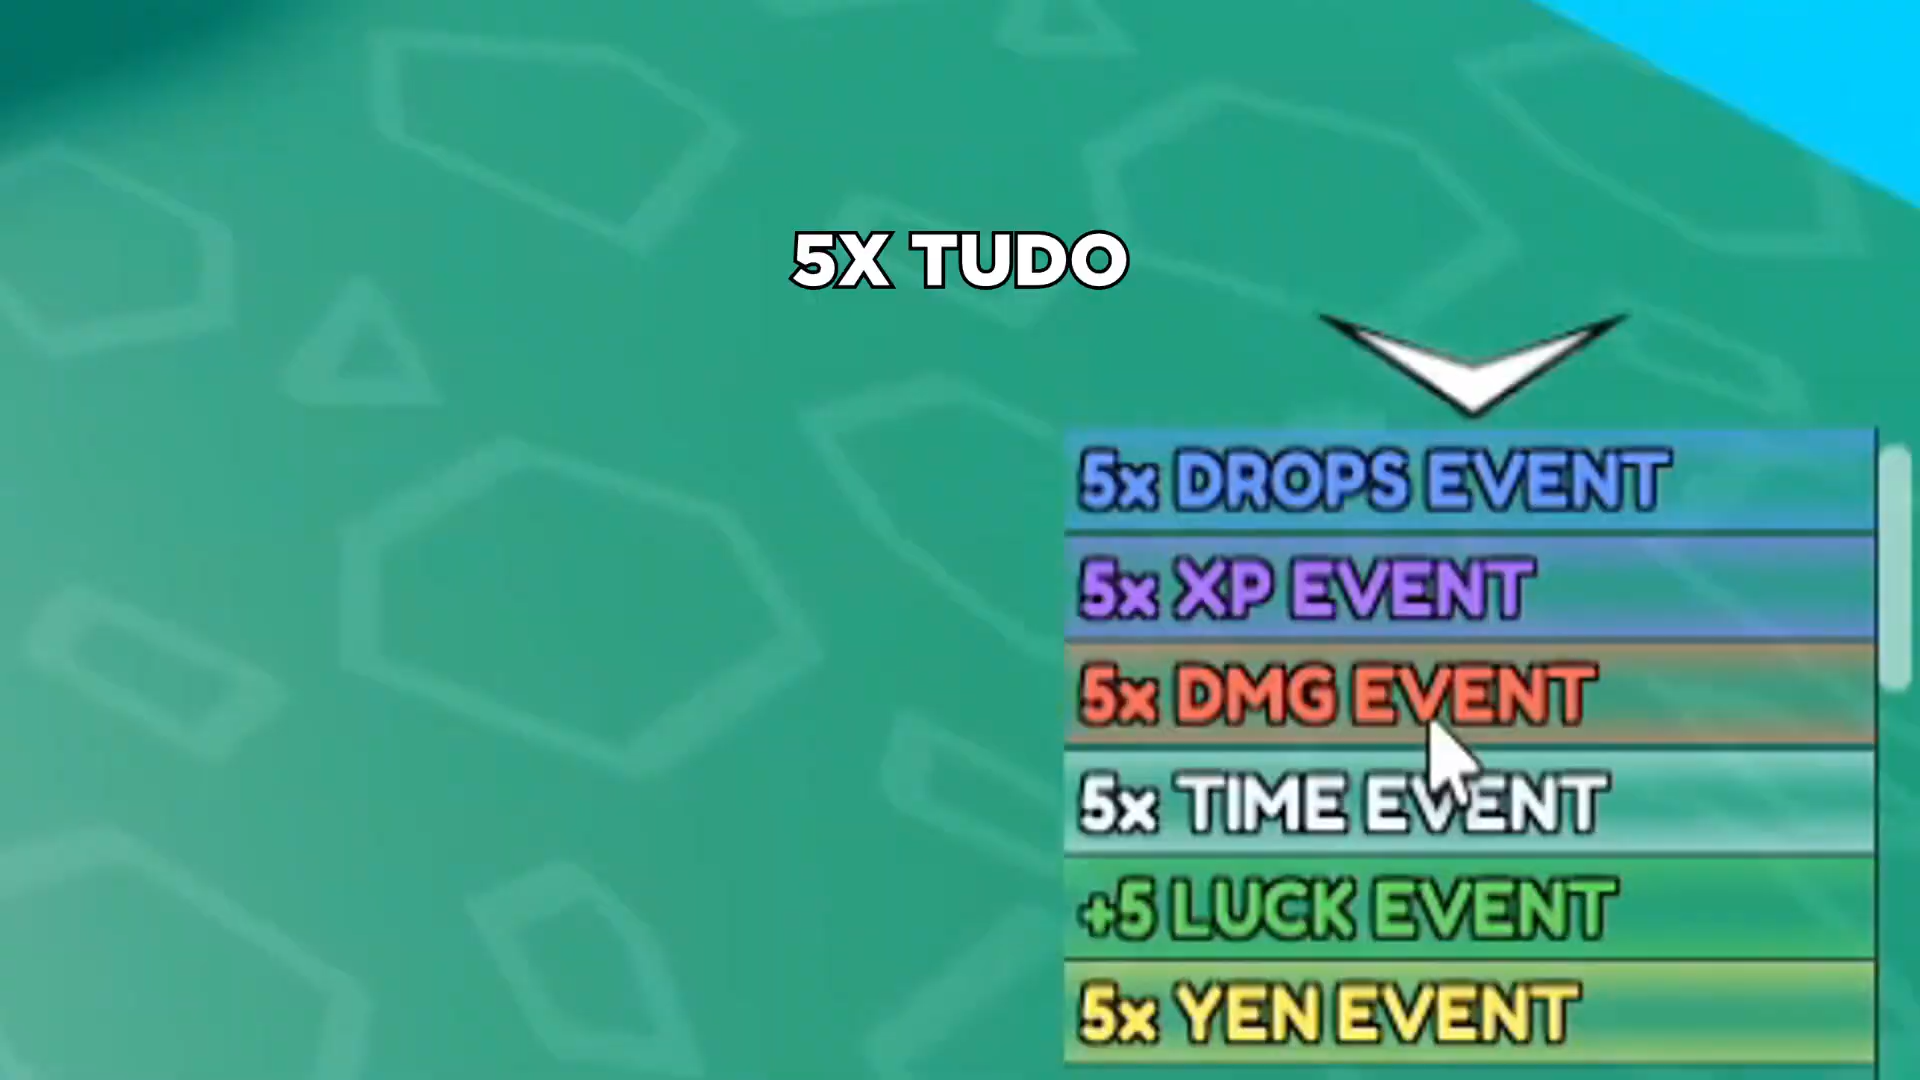 5X TUDO
5x DROPS EVENT
5x XP EVENT
5x DMG EVENT
5x TIME EVENT
+5 LUCK EVENT
5x YEN EVENT